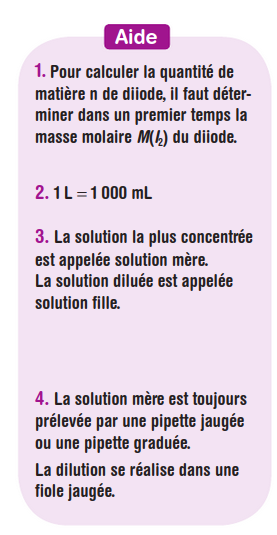 Aide
1. Pour calculer la quantité de
matière n de diiode, il faut déter-
miner dans un premier temps la
masse molaire M(I₂) du diiode.
2. 1 L = 1 000 mL
3. La solution la plus concentrée
est appelée solution mère.
La solution diluée est appelée
solution fille.
4. La solution mère est toujours
prélevée par une pipette jaugée
ou une pipette graduée.
La dilution se réalise dans une
fiole jaugée.